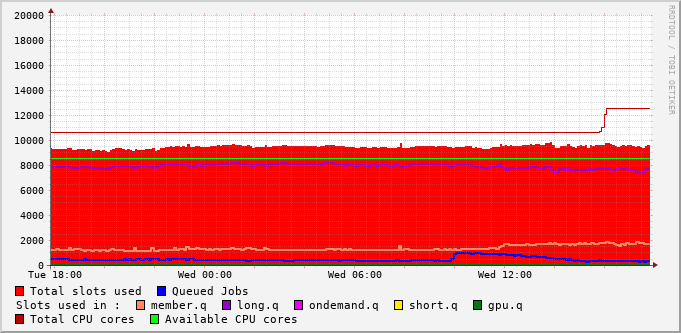 20000
18000
16000
14000
12000
10000
8000
6000
4000
2000
0
Tue 18:00 Wed 00:00 Wed 06:00 Wed 12:00
RRDTOOL / TOBI OETIKER
Total slots used Queued Jobs
Slots used in : member.q long.q ondemand.q short.q gpu.q
Total CPU cores Available CPU cores